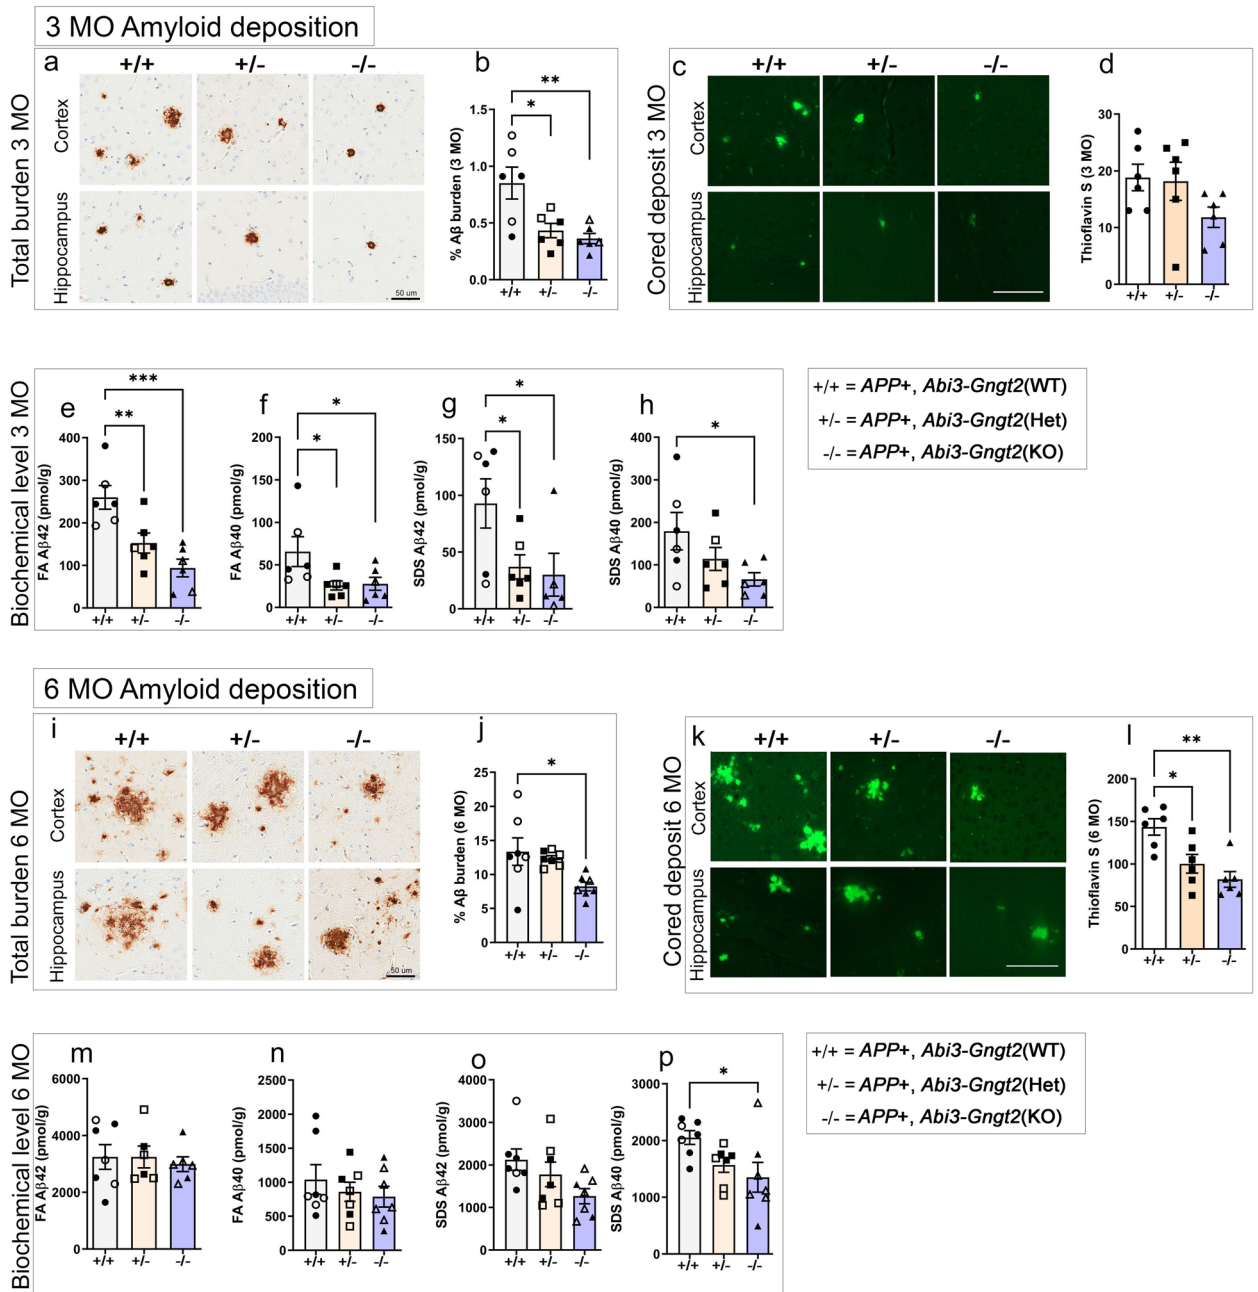 3 MO Amyloid deposition
Total burden 3 MO
a
+/+ +/- -/-
Cortex
Hippocampus
50 um
b
% Aβ burden (3 MO)
** 
*
1.5
1.0
0.5
0.0
+/+ +/- -/-
Cored deposit 3 MO
c
+/+ +/- -/-
Cortex
Hippocampus
d
Thioflavin S (3 MO)
30
20
10
0
+/+ +/- -/-
Biochemical level 3 MO
e
FA Aβ42 (pmol/g)
***
**
400
300
200
100
0
+/+ +/- -/-
f
FA Aβ40 (pmol/g)
*
*
200
150
100
50
0
+/+ +/- -/-
g
SDS Aβ42 (pmol/g)
*
*
150
100
50
0
+/+ +/- -/-
h
SDS Aβ40 (pmol/g)
*
400
300
200
100
0
+/+ +/- -/-
+/+ = APP+, Abi3-Gngt2(WT)
+/- = APP+, Abi3-Gngt2(Het)
-/- = APP+, Abi3-Gngt2(KO)
6 MO Amyloid deposition
Total burden 6 MO
i
+/+ +/- -/-
Cortex
Hippocampus
50 um
j
% Aβ burden (6 MO)
*
25
20
15
10
5
0
+/+ +/- -/-
Cored deposit 6 MO
k
+/+ +/- -/-
Cortex
Hippocampus
l
Thioflavin S (6 MO)
**
*
200
150
100
50
0
+/+ +/- -/-
Biochemical level 6 MO
m
FA Aβ42 (pmol/g)
6000
4000
2000
0
+/+ +/- -/-
n
FA Aβ40 (pmol/g)
2500
2000
1500
1000
500
0
+/+ +/- -/-
o
SDS Aβ42 (pmol/g)
4000
3000
2000
1000
0
+/+ +/- -/-
p
SDS Aβ40 (pmol/g)
*
3000
2000
1000
0
+/+ +/- -/-
+/+ = APP+, Abi3-Gngt2(WT)
+/- = APP+, Abi3-Gngt2(Het)
-/- = APP+, Abi3-Gngt2(KO)